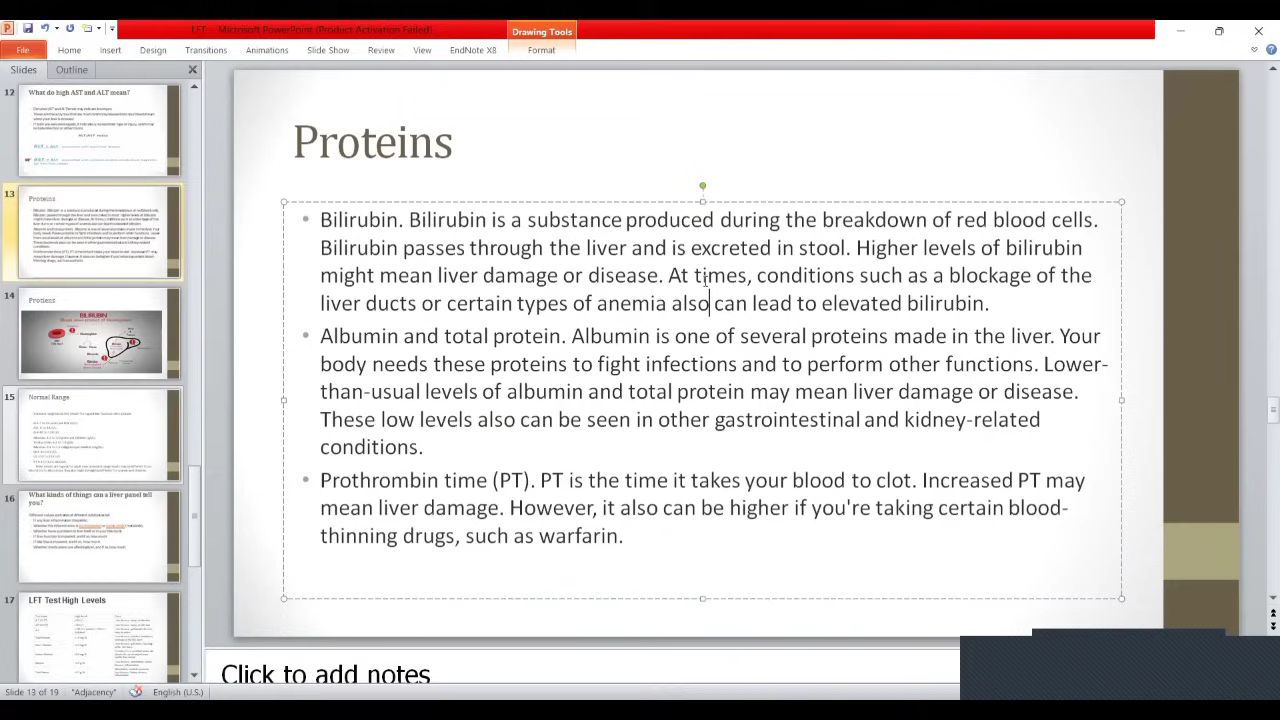 LFT - Microsoft PowerPoint (Product Activation Failed)
Drawing Tools
File Home Insert Design Transitions Animations Slide Show Review View EndNote X8 Format
Slides Outline
12
What do high AST and ALT mean?
13
Proteins
14
Protiens
BILIRUBIN
15
Normal Range
16
What kinds of things can a liver panel tell you?
17
LFT Test High Levels
Proteins
• Bilirubin. Bilirubin is a substance produced during the breakdown of red blood cells.
Bilirubin passes through the liver and is excreted in stool. Higher levels of bilirubin
might mean liver damage or disease. At times, conditions such as a blockage of the
liver ducts or certain types of anemia also can lead to elevated bilirubin.
• Albumin and total protein. Albumin is one of several proteins made in the liver. Your
body needs these proteins to fight infections and to perform other functions. Lower-
than-usual levels of albumin and total protein may mean liver damage or disease.
These low levels also can be seen in other gastrointestinal and kidney-related
conditions.
• Prothrombin time (PT). PT is the time it takes your blood to clot. Increased PT may
mean liver damage. However, it also can be higher if you're taking certain blood-
thinning drugs, such as warfarin.
Click to add notes
Slide 13 of 19 "Adjacency" English (U.S.)